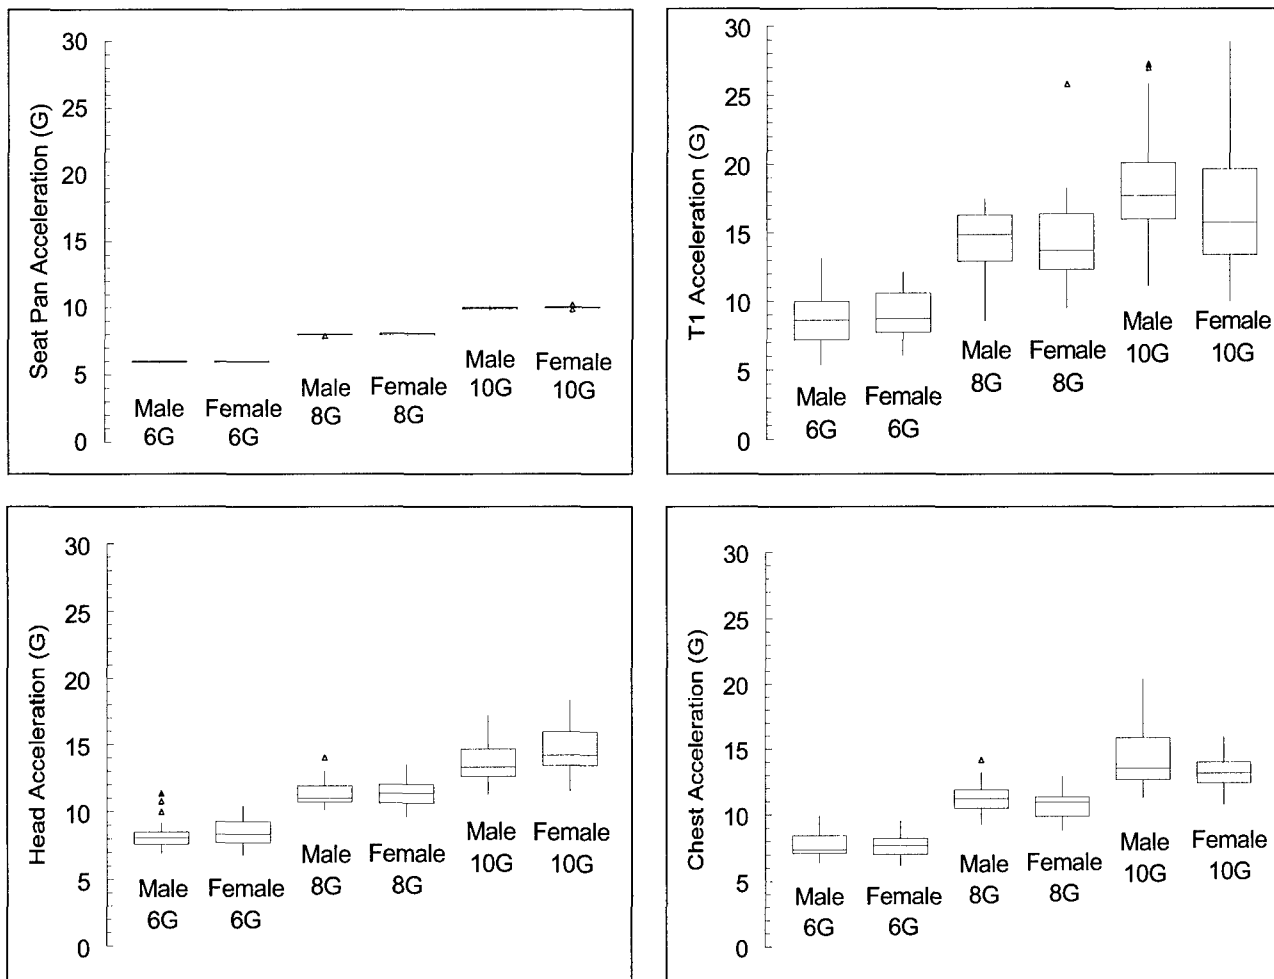 Seat Pan Acceleration (G)
30
25
20
15
10
5
0
Male
6G
Female
6G
Male
8G
Female
8G
Male
10G
Female
10G
T1 Acceleration (G)
30
25
20
15
10
5
0
Male
6G
Female
6G
Male
8G
Female
8G
Male
10G
Female
10G
Head Acceleration (G)
30
25
20
15
10
5
0
Male
6G
Female
6G
Male
8G
Female
8G
Male
10G
Female
10G
Chest Acceleration (G)
30
25
20
15
10
5
0
Male
6G
Female
6G
Male
8G
Female
8G
Male
10G
Female
10G